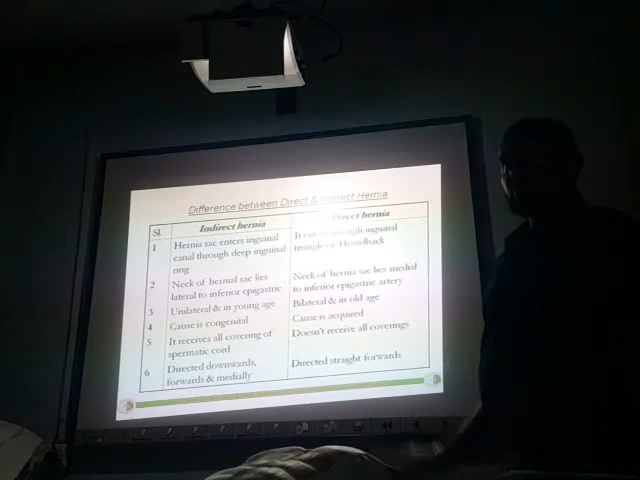 Difference between Direct & Indirect Hernia
Sl. Indirect hernia Direct hernia
1 Hernia sac enters inguinal It enters through inguinal
canal through deep inguinal triangle of Hesselback
ring
2 Neck of hernial sac lies Neck of hernia sac lies medial
lateral to inferior epigastric to inferior epigastric artery
3 Unilateral & in young age Bilateral & in old age
4 Cause is congenital Cause is acquired
5 It receives all covering of Doesn't receive all coverings
spermatic cord
6 Directed downwards, Directed straight forwards
forwards & medially